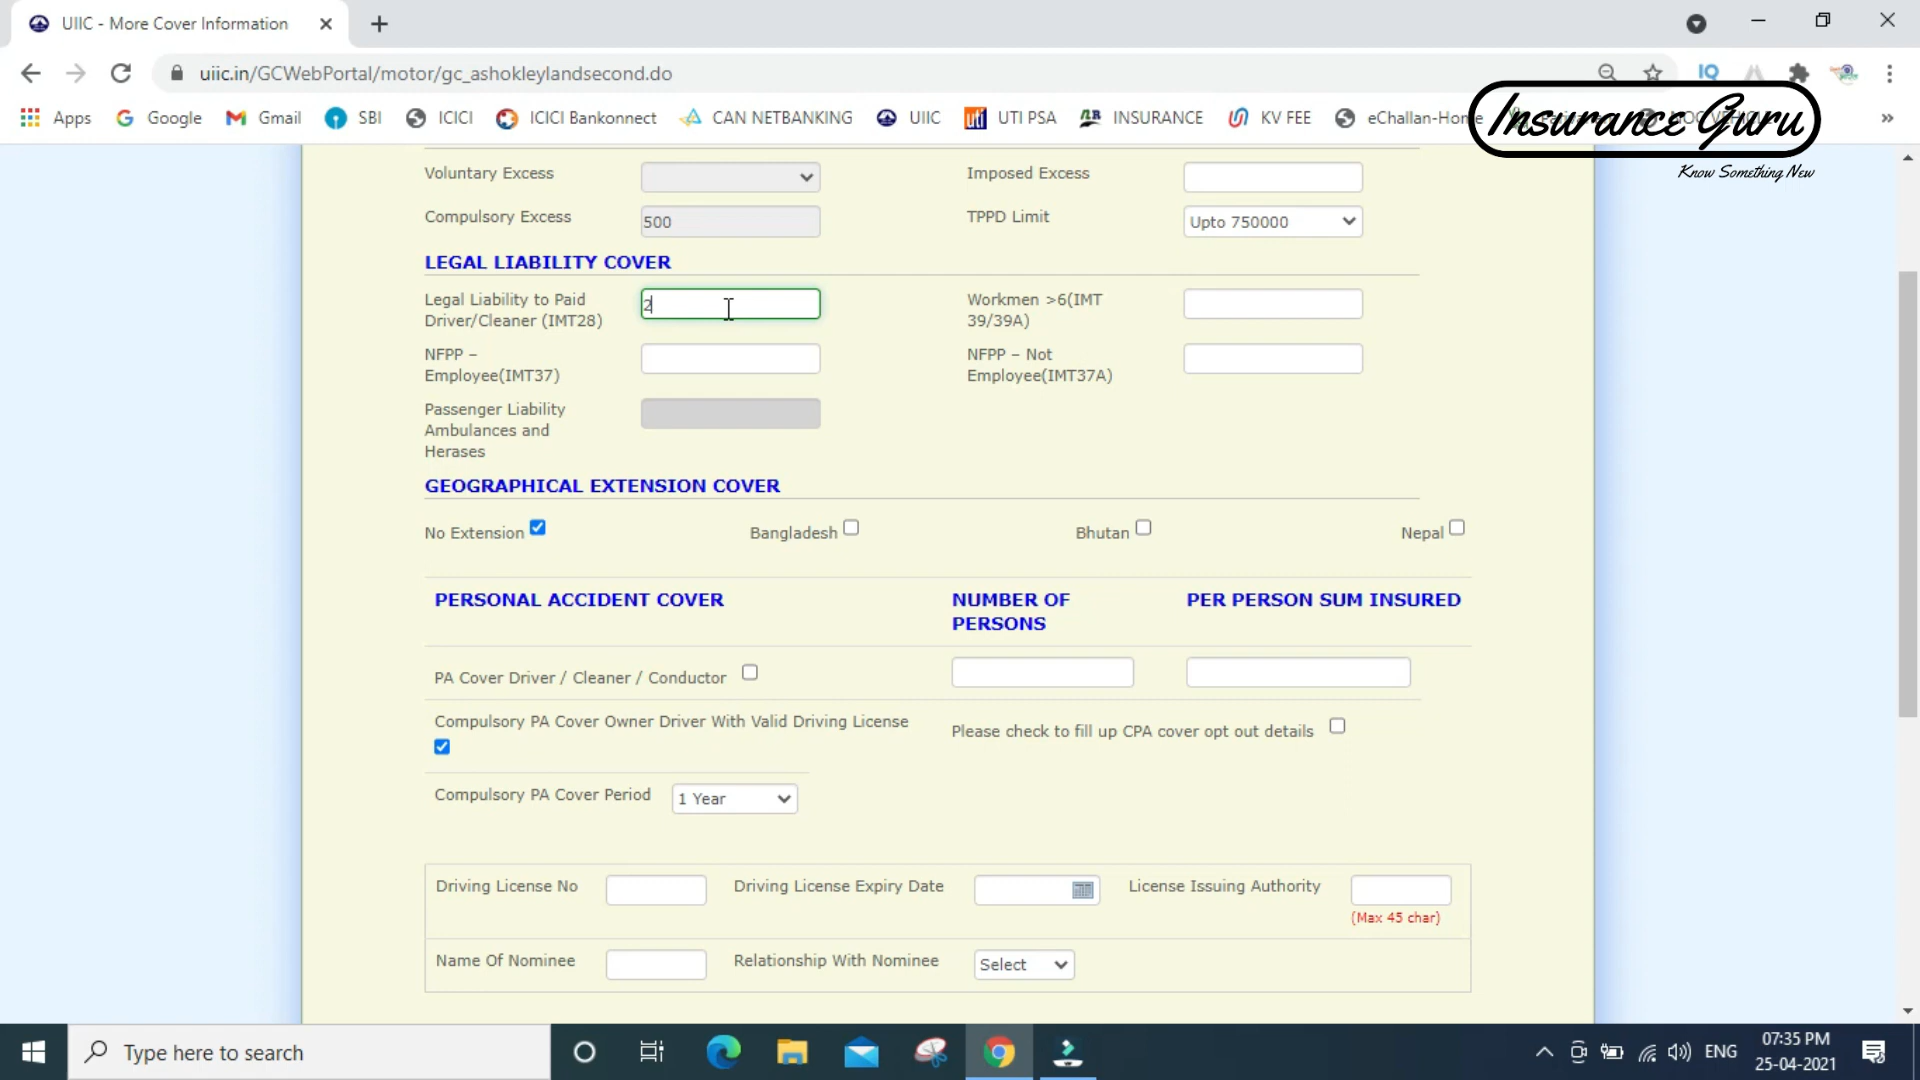 UIIC - More Cover Information
uiic.in/GCWebPortal/motor/gc_ashokleylandsecond.do
IQ
Apps Google Gmail SBI ICICI ICICI Bankonnect CAN NETBANKING UIIC uti UTI PSA INSURANCE KV FEE eChallan-Home
Insurance Guru
Know Something New
Voluntary Excess Imposed Excess
Compulsory Excess 500 TPPD Limit Upto 750000
LEGAL LIABILITY COVER
Legal Liability to Paid 2 Workmen >6(IMT
Driver/Cleaner (IMT28) 39/39A)
NFPP – NFPP – Not
Employee(IMT37) Employee(IMT37A)
Passenger Liability
Ambulances and
Herases
GEOGRAPHICAL EXTENSION COVER
No Extension Bangladesh Bhutan Nepal
PERSONAL ACCIDENT COVER NUMBER OF PER PERSON SUM INSURED
PERSONS
PA Cover Driver / Cleaner / Conductor
Compulsory PA Cover Owner Driver With Valid Driving License Please check to fill up CPA cover opt out details
Compulsory PA Cover Period 1 Year
Driving License No Driving License Expiry Date License Issuing Authority
(Max 45 char)
Name Of Nominee Relationship With Nominee Select
Type here to search
ENG
07:35 PM
25-04-2021